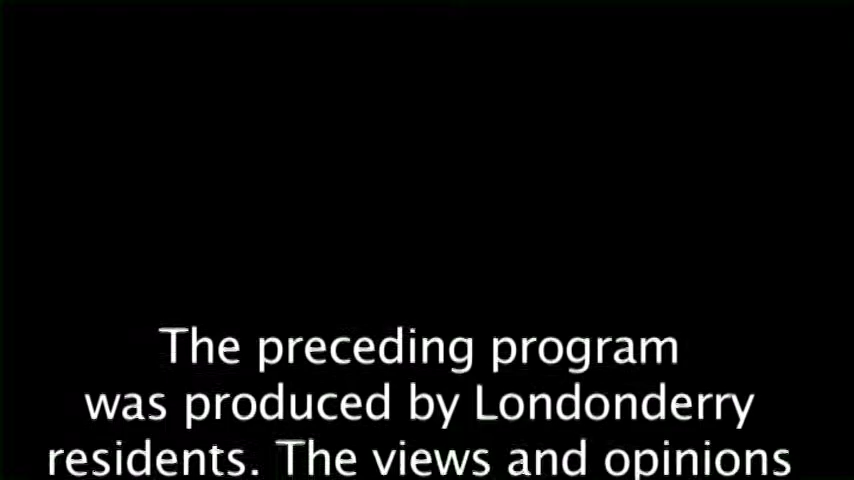 The preceding program
was produced by Londonderry
residents. The views and opinions